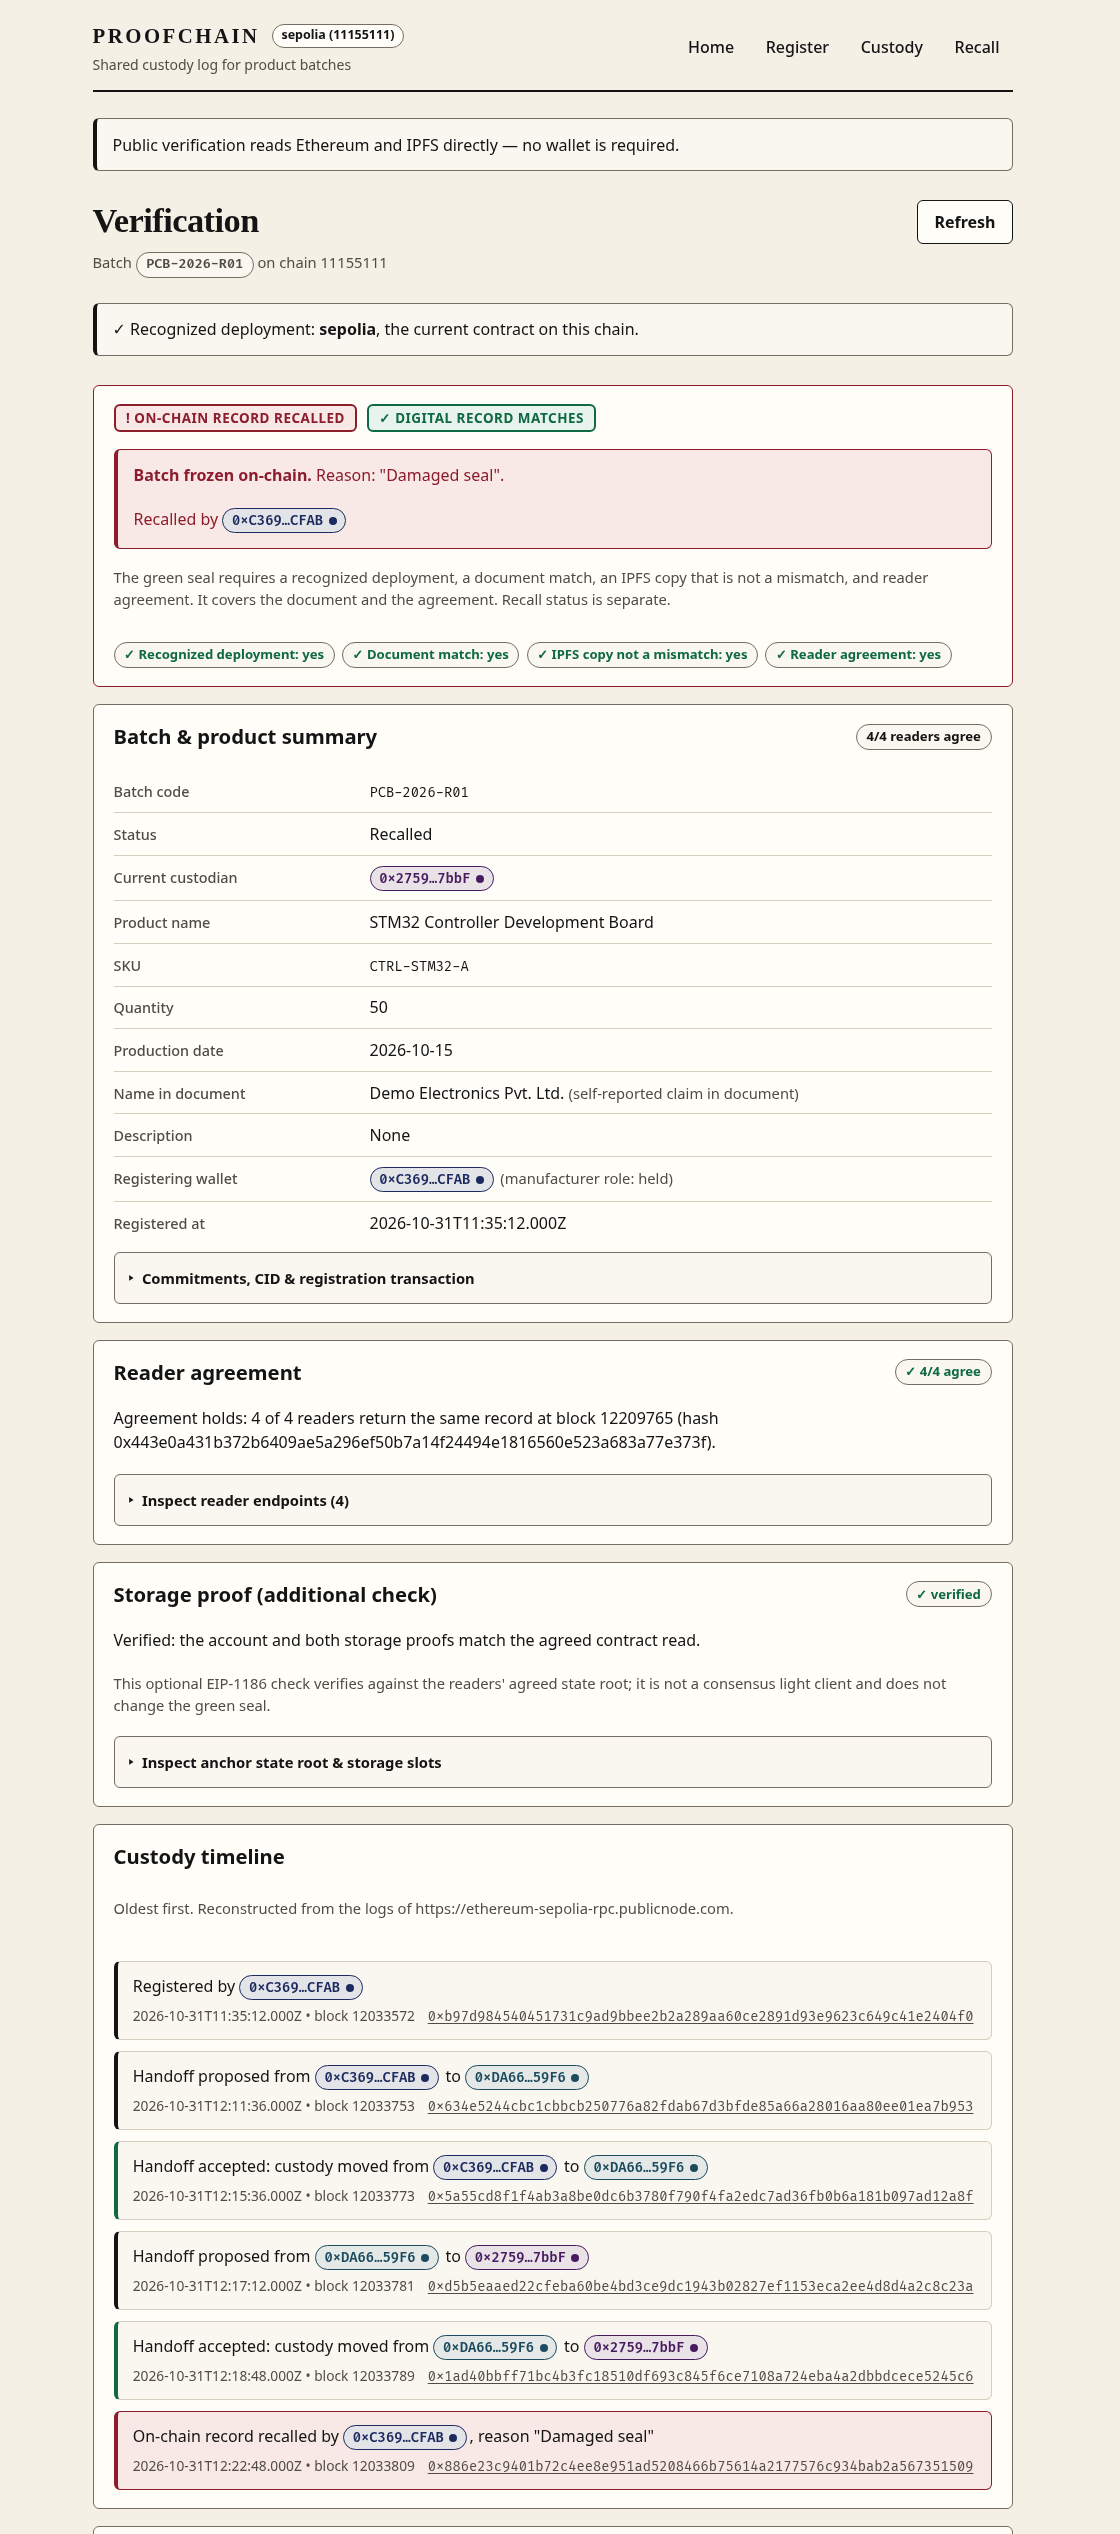 PROOFCHAIN sepolia (11155111)
Shared custody log for product batches
Home Register Custody Recall
Public verification reads Ethereum and IPFS directly — no wallet is required.
Verification
Refresh
Batch PCB-2026-R01 on chain 11155111
✓ Recognized deployment: sepolia, the current contract on this chain.
! ON-CHAIN RECORD RECALLED ✓ DIGITAL RECORD MATCHES
Batch frozen on-chain. Reason: "Damaged seal".
Recalled by 0×C369…CFAB
The green seal requires a recognized deployment, a document match, an IPFS copy that is not a mismatch, and reader
agreement. It covers the document and the agreement. Recall status is separate.
✓ Recognized deployment: yes ✓ Document match: yes ✓ IPFS copy not a mismatch: yes ✓ Reader agreement: yes
Batch & product summary 4/4 readers agree
Batch code PCB-2026-R01
Status Recalled
Current custodian 0×2759…7bbF
Product name STM32 Controller Development Board
SKU CTRL-STM32-A
Quantity 50
Production date 2026-10-15
Name in document Demo Electronics Pvt. Ltd. (self-reported claim in document)
Description None
Registering wallet 0×C369…CFAB (manufacturer role: held)
Registered at 2026-10-31T11:35:12.000Z
Commitments, CID & registration transaction
Reader agreement ✓ 4/4 agree
Agreement holds: 4 of 4 readers return the same record at block 12209765 (hash
0x443e0a431b372b6409ae5a296ef50b7a14f24494e1816560e523a683a77e373f).
Inspect reader endpoints (4)
Storage proof (additional check) ✓ verified
Verified: the account and both storage proofs match the agreed contract read.
This optional EIP-1186 check verifies against the readers' agreed state root; it is not a consensus light client and does not
change the green seal.
Inspect anchor state root & storage slots
Custody timeline
Oldest first. Reconstructed from the logs of https://ethereum-sepolia-rpc.publicnode.com.
Registered by 0×C369…CFAB
2026-10-31T11:35:12.000Z • block 12033572 0×b97d984540451731c9ad9bbee2b2a289aa60ce2891d93e9623c649c41e2404f0
Handoff proposed from 0×C369…CFAB to 0×DA66…59F6
2026-10-31T12:11:36.000Z • block 12033753 0×634e5244cbc1cbbcb250776a82fdab67d3bfde85a66a28016aa80ee01ea7b953
Handoff accepted: custody moved from 0×C369…CFAB to 0×DA66…59F6
2026-10-31T12:15:36.000Z • block 12033773 0×5a55cd8f1f4ab3a8be0dc6b3780f790f4fa2edc7ad36fb0b6a181b097ad12a8f
Handoff proposed from 0×DA66…59F6 to 0×2759…7bbF
2026-10-31T12:17:12.000Z • block 12033781 0×d5b5eaaed22cfeba60be4bd3ce9dc1943b02827ef1153eca2ee4d8d4a2c8c23a
Handoff accepted: custody moved from 0×DA66…59F6 to 0×2759…7bbF
2026-10-31T12:18:48.000Z • block 12033789 0×1ad40bbff71bc4b3fc18510df693c845f6ce7108a724eba4a2dbbdcece5245c6
On-chain record recalled by 0×C369…CFAB , reason "Damaged seal"
2026-10-31T12:22:48.000Z • block 12033809 0×886e23c9401b72c4ee8e951ad5208466b75614a2177576c934bab2a567351509